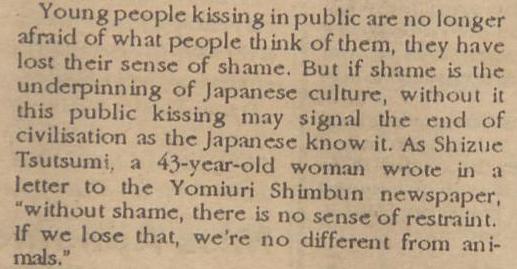 Young people kissing in public are no longer
afraid of what people think of them, they have
lost their sense of shame. But if shame is the
underpinning of Japanese culture, without it
this public kissing may signal the end of
civilisation as the Japanese know it. As Shizue
Tsutsumi, a 43-year-old woman wrote in a
letter to the Yomiuri Shimbun newspaper,
"without shame, there is no sense of restraint.
If we lose that, we're no different from ani-
mals."